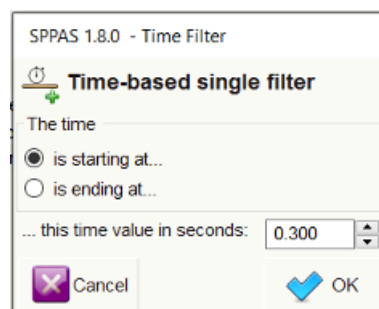 SPPAS 1.8.0 - Time Filter
Time-based single filter
The time
is starting at...
is ending at...
... this time value in seconds: 0.300
Cancel OK